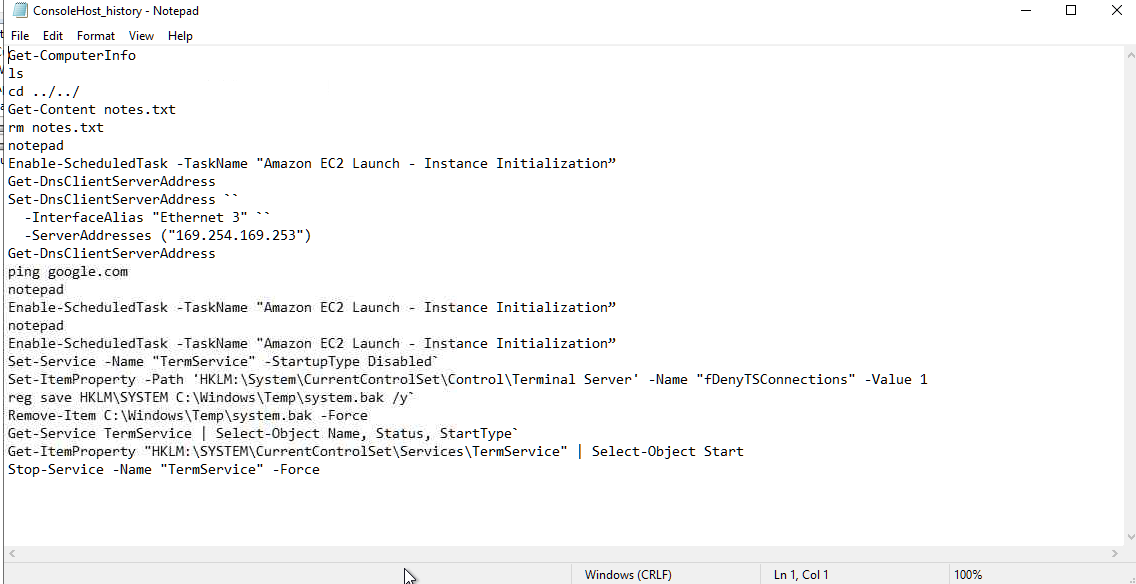 ConsoleHost_history - Notepad
File Edit Format View Help
Get-ComputerInfo
ls
cd ../../
Get-Content notes.txt
rm notes.txt
notepad
Enable-ScheduledTask -TaskName "Amazon EC2 Launch - Instance Initialization”
Get-DnsClientServerAddress
Set-DnsClientServerAddress ``
  -InterfaceAlias "Ethernet 3" ``
  -ServerAddresses ("169.254.169.253")
Get-DnsClientServerAddress
ping google.com
notepad
Enable-ScheduledTask -TaskName "Amazon EC2 Launch - Instance Initialization”
notepad
Enable-ScheduledTask -TaskName "Amazon EC2 Launch - Instance Initialization”
Set-Service -Name "TermService" -StartupType Disabled`
Set-ItemProperty -Path 'HKLM:\System\CurrentControlSet\Control\Terminal Server' -Name "fDenyTSConnections" -Value 1
reg save HKLM\SYSTEM C:\Windows\Temp\system.bak /y`
Remove-Item C:\Windows\Temp\system.bak -Force
Get-Service TermService | Select-Object Name, Status, StartType`
Get-ItemProperty "HKLM:\SYSTEM\CurrentControlSet\Services\TermService" | Select-Object Start
Stop-Service -Name "TermService" -Force
Windows (CRLF) Ln 1, Col 1 100%